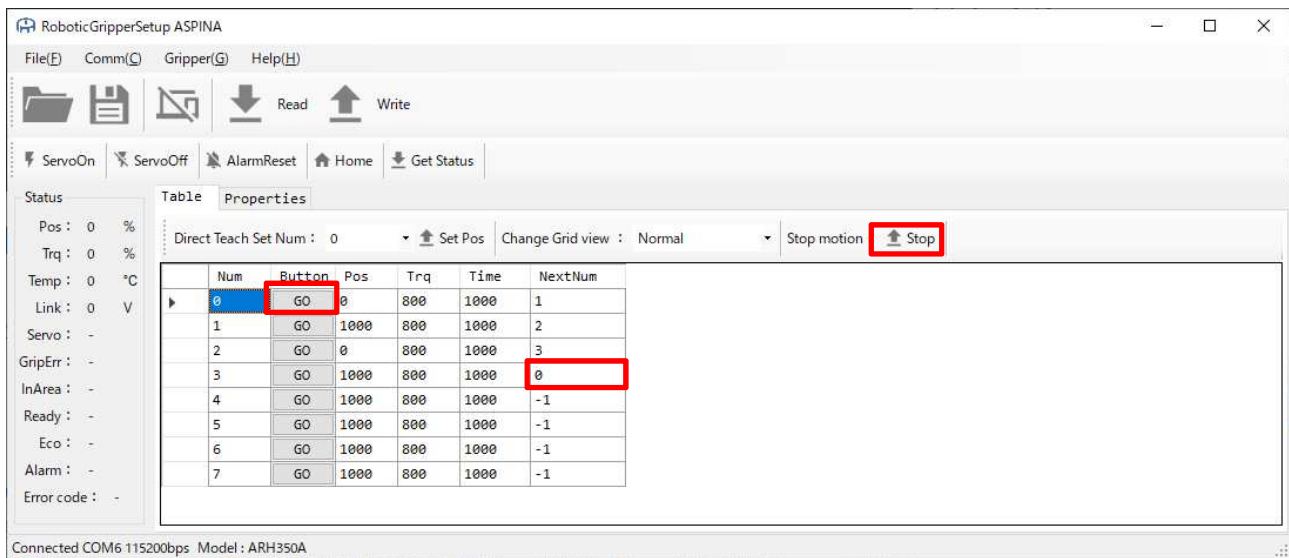 RoboticGripperSetup ASPINA
File(F) Comm(C) Gripper(G) Help(H)
Read Write
ServoOn ServoOff AlarmReset Home Get Status
Status
Pos： 0 %
Trq： 0 %
Temp： 0 °C
Link： 0 V
Servo： -
GripErr： -
InArea： -
Ready： -
Eco： -
Alarm： -
Error code： -
Table Properties
Direct Teach Set Num： 0 Set Pos Change Grid view ： Normal Stop motion Stop
Num Button Pos Trq Time NextNum
0 GO 0 800 1000 1
1 GO 1000 800 1000 2
2 GO 0 800 1000 3
3 GO 1000 800 1000 0
4 GO 1000 800 1000 -1
5 GO 1000 800 1000 -1
6 GO 1000 800 1000 -1
7 GO 1000 800 1000 -1
Connected COM6 115200bps Model : ARH350A